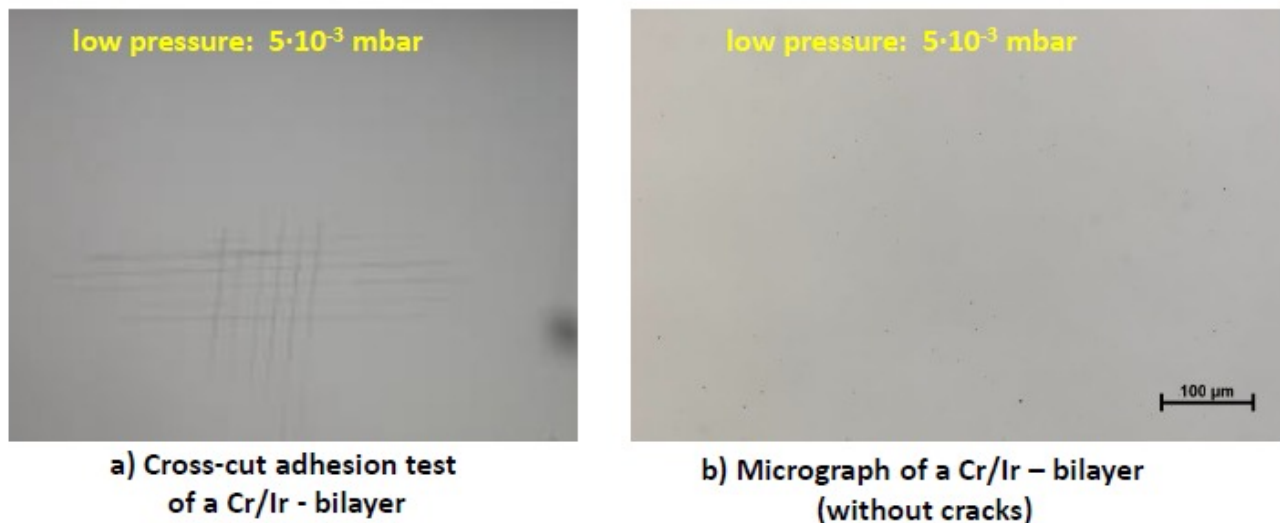 low pressure: 5·10⁻³ mbar
low pressure: 5·10⁻³ mbar
100 µm
a) Cross-cut adhesion test
of a Cr/Ir - bilayer
b) Micrograph of a Cr/Ir – bilayer
(without cracks)